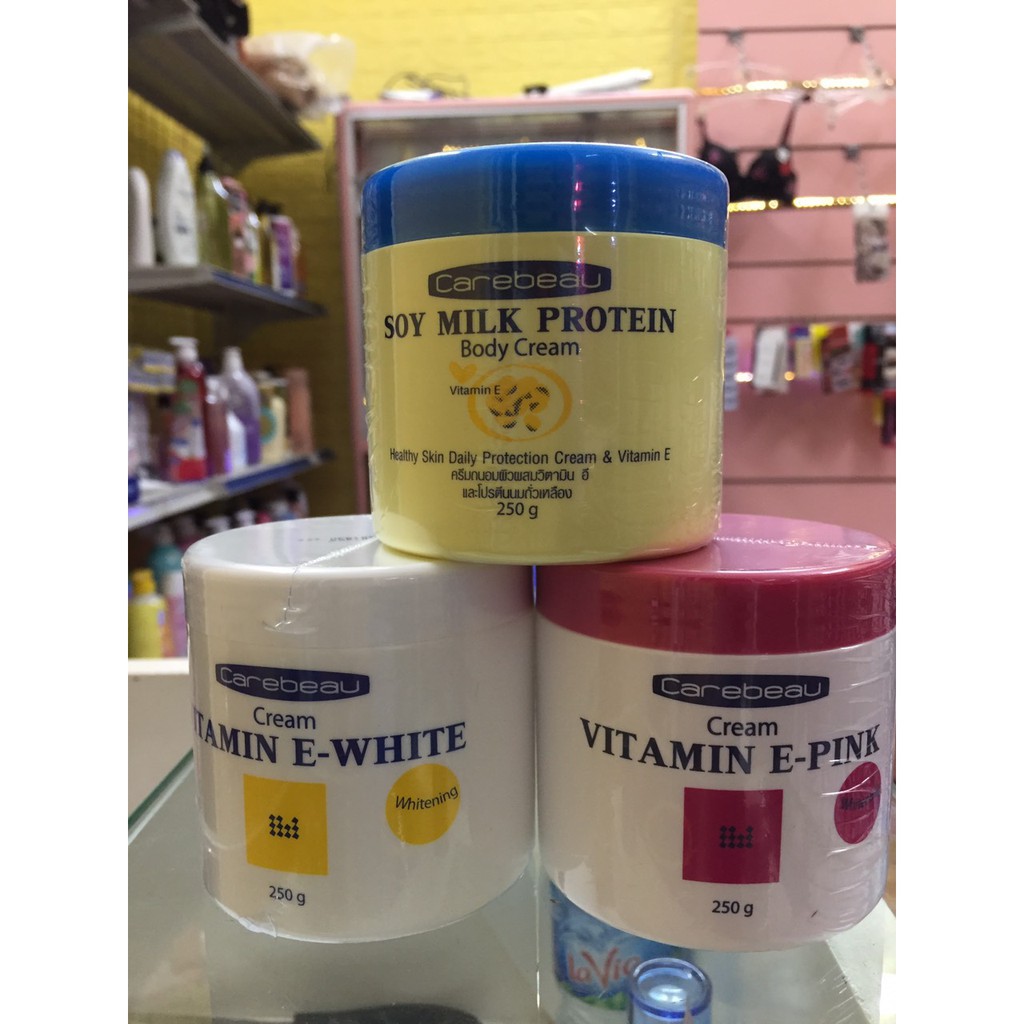 Carebeau
SOY MILK PROTEIN
Body Cream
Vitamin E
Healthy Skin Daily Protection Cream & Vitamin E
ครีมถนอมผิวผสมวิตามิน อี
และโปรตีนนมถั่วเหลือง
250 g
Carebeau
Cream
TAMIN E-WHITE
Whitening
250 g
Carebeau
Cream
VITAMIN E-PINK
250 g